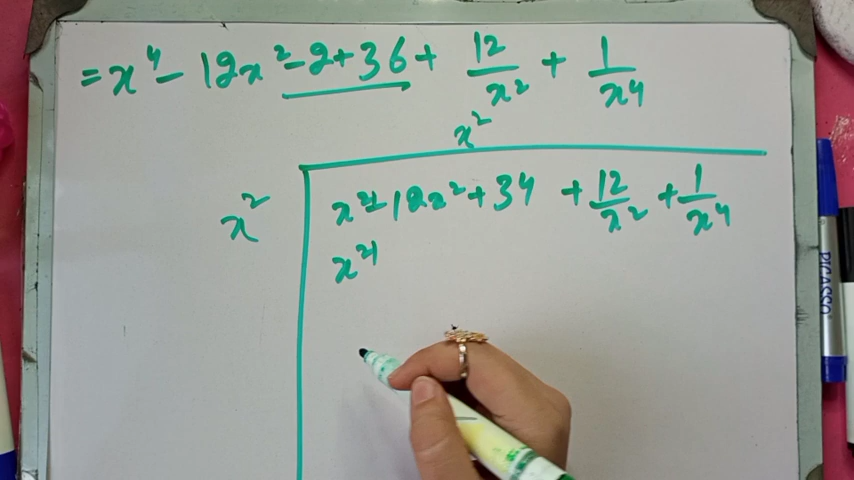 = x⁴ - 12x² - 2 + 36 + 12/x² + 1/x⁴
x²
x² x⁴ - 12x² + 34 + 12/x² + 1/x⁴
x⁴
PICASSO